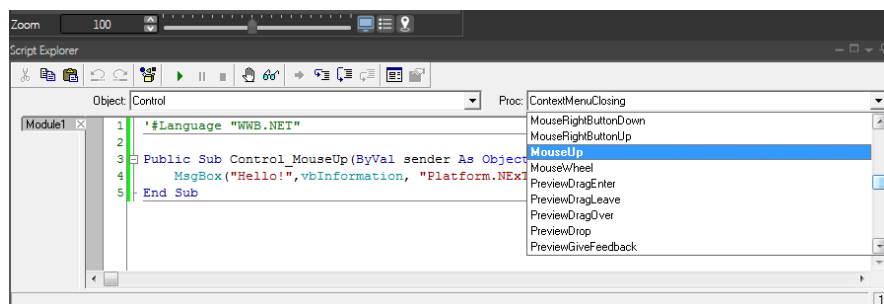 Zoom 100
Script Explorer
Object: Control Proc: ContextMenuClosing
Module1
1 '#Language "WWB.NET"
2
3 Public Sub Control_MouseUp(ByVal sender As Object
4 MsgBox("Hello!",vbInformation, "Platform.NExT
5 End Sub
MouseRightButtonDown
MouseRightButtonUp
MouseUp
MouseWheel
PreviewDragEnter
PreviewDragLeave
PreviewDragOver
PreviewDrop
PreviewGiveFeedback
1